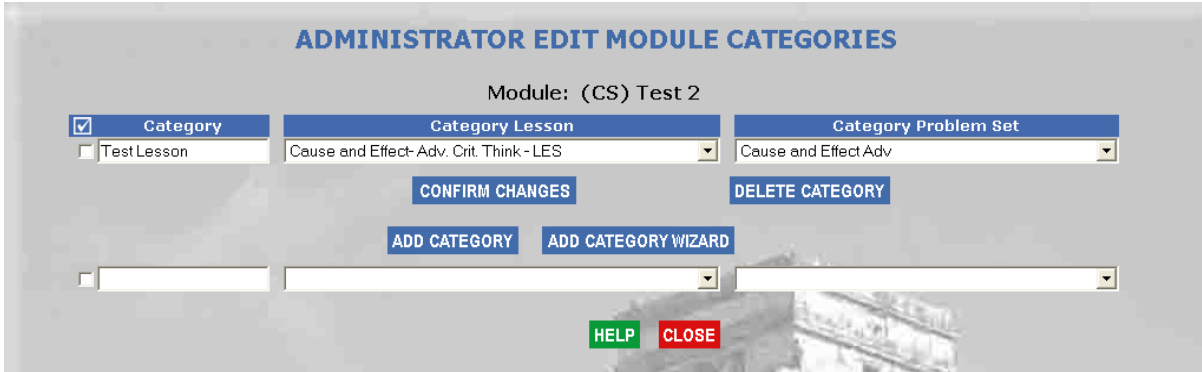 ADMINISTRATOR EDIT MODULE CATEGORIES
Module: (CS) Test 2
Category Category Lesson Category Problem Set
Test Lesson Cause and Effect- Adv. Crit. Think - LES Cause and Effect Adv
CONFIRM CHANGES DELETE CATEGORY
ADD CATEGORY ADD CATEGORY WIZARD
HELP CLOSE